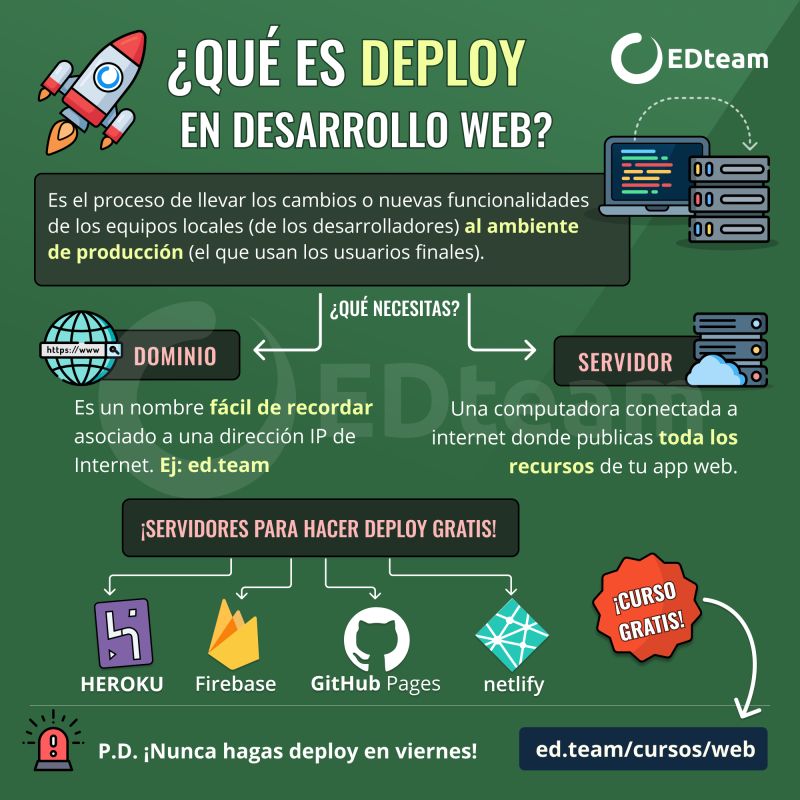 ¿QUÉ ES DEPLOY
EN DESARROLLO WEB?
EDteam
Es el proceso de llevar los cambios o nuevas funcionalidades
de los equipos locales (de los desarrolladores) al ambiente
de producción (el que usan los usuarios finales).
¿QUÉ NECESITAS?
https://www
DOMINIO
Es un nombre fácil de recordar
asociado a una dirección IP de
Internet. Ej: ed.team
SERVIDOR
Una computadora conectada a
internet donde publicas toda los
recursos de tu app web.
EDteam
¡SERVIDORES PARA HACER DEPLOY GRATIS!
HEROKU
Firebase
GitHub Pages
netlify
¡CURSO
GRATIS!
P.D. ¡Nunca hagas deploy en viernes!
ed.team/cursos/web